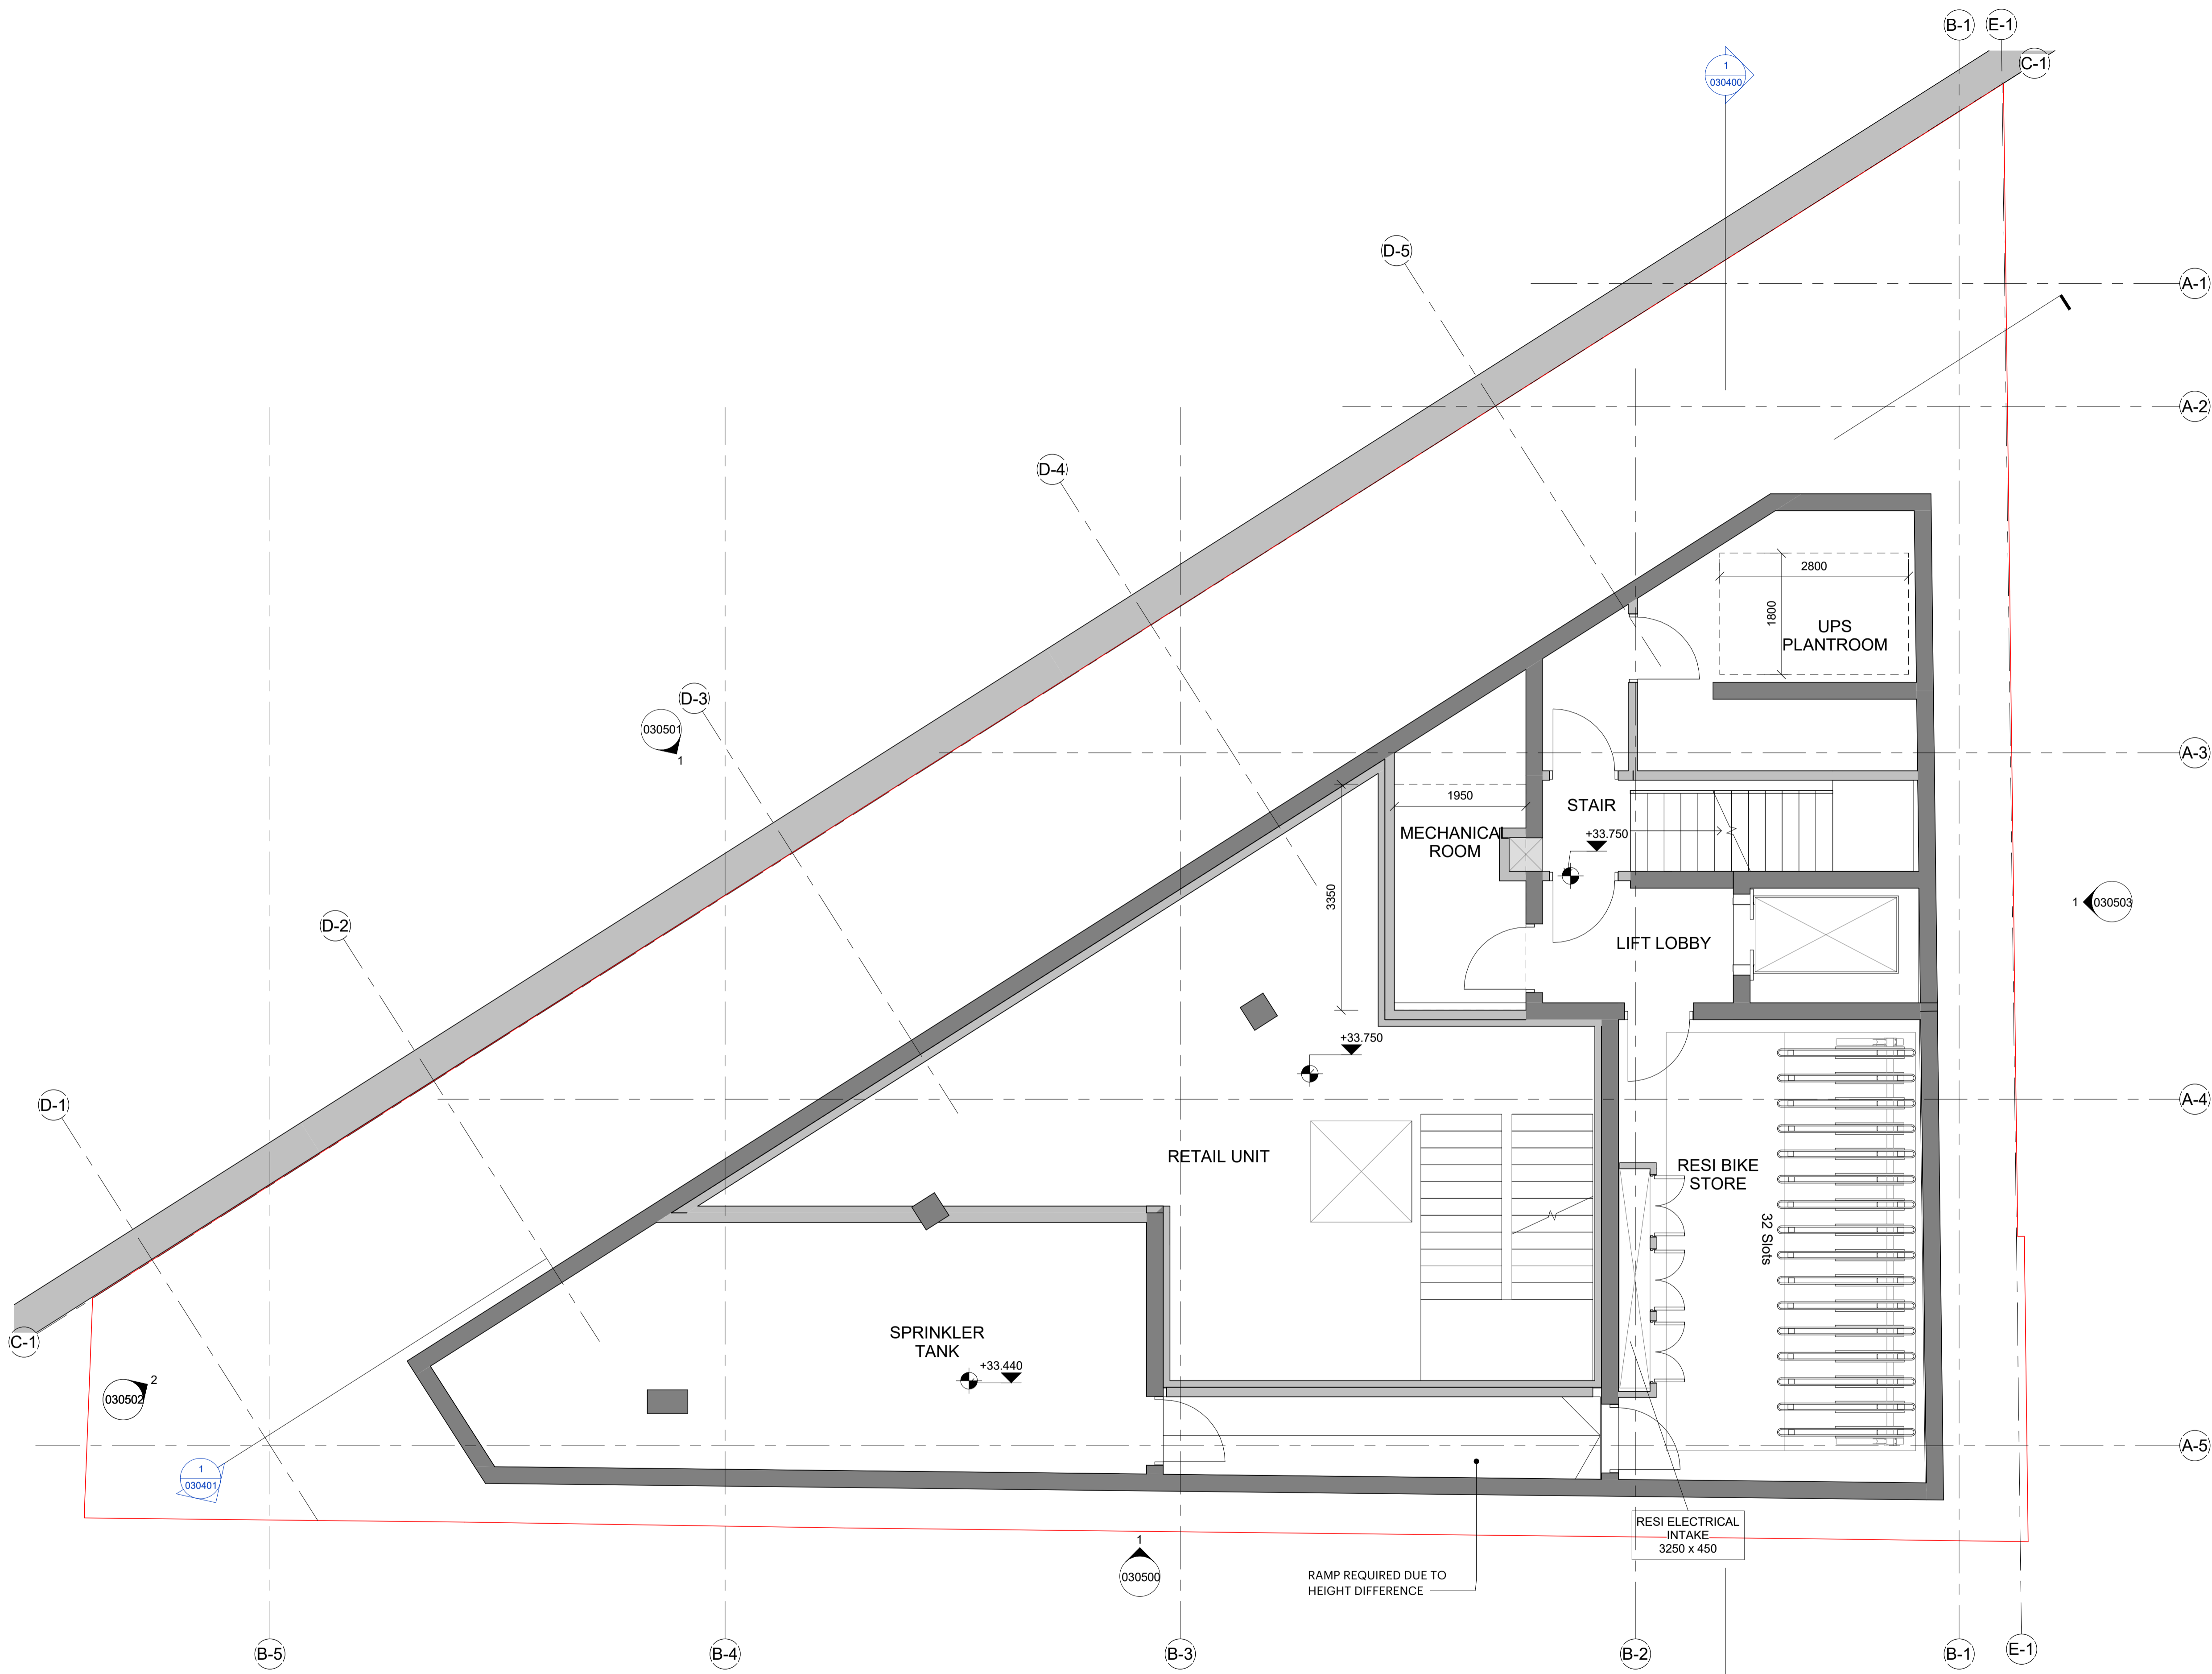 B-1
E-1
C-1
1
030400
D-5
A-1
A-2
D-4
2800
1800
UPS
PLANTROOM
D-3
030501
1
A-3
1950
STAIR
+33.750
MECHANICAL
ROOM
3350
1
030503
D-2
LIFT LOBBY
+33.750
D-1
A-4
RETAIL UNIT
RESI BIKE
STORE
32 Slots
C-1
SPRINKLER
TANK
+33.440
2
030502
A-5
1
030401
RESI ELECTRICAL
INTAKE
3250 x 450
1
030500
RAMP REQUIRED DUE TO
HEIGHT DIFFERENCE
B-5
B-4
B-3
B-2
B-1
E-1